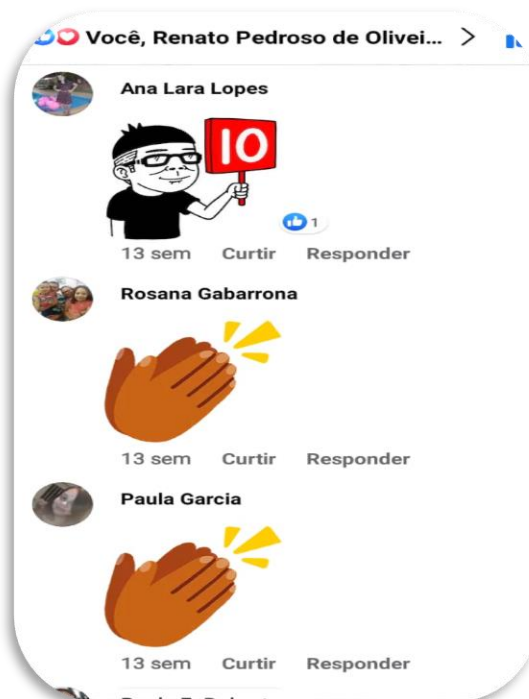 Você, Renato Pedroso de Olivei... >
Ana Lara Lopes
10
1
13 sem Curtir Responder
Rosana Gabarrona
13 sem Curtir Responder
Paula Garcia
13 sem Curtir Responder